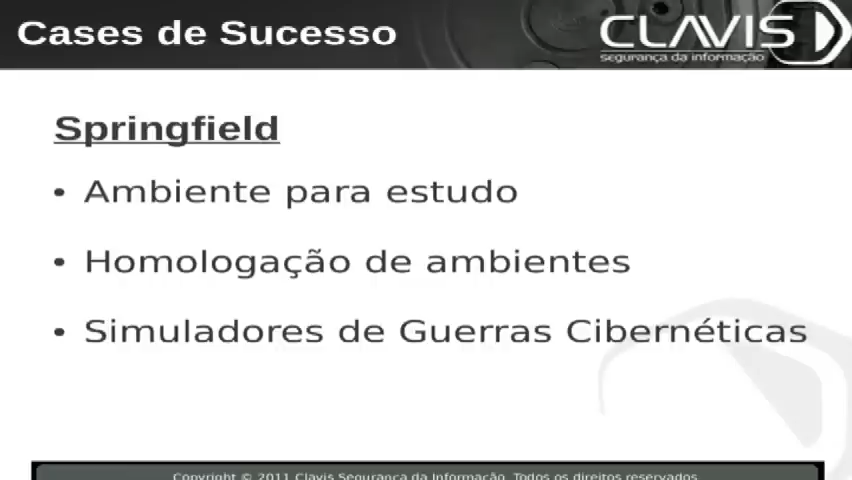 Cases de Sucesso
CLAVIS
segurança da informação
Springfield
• Ambiente para estudo
• Homologação de ambientes
• Simuladores de Guerras Cibernéticas
Copyright © 2011 Clavis Segurança da Informação. Todos os direitos reservados.